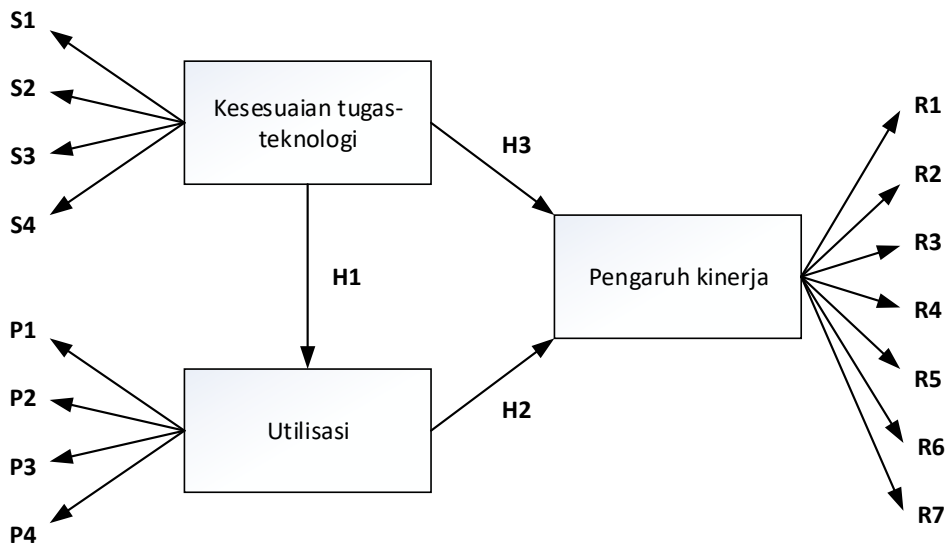 S1
S2
S3
S4
Kesesuaian tugas-
teknologi
H3
H1
Pengaruh kinerja
R1
R2
R3
R4
R5
R6
R7
P1
P2
P3
P4
Utilisasi
H2